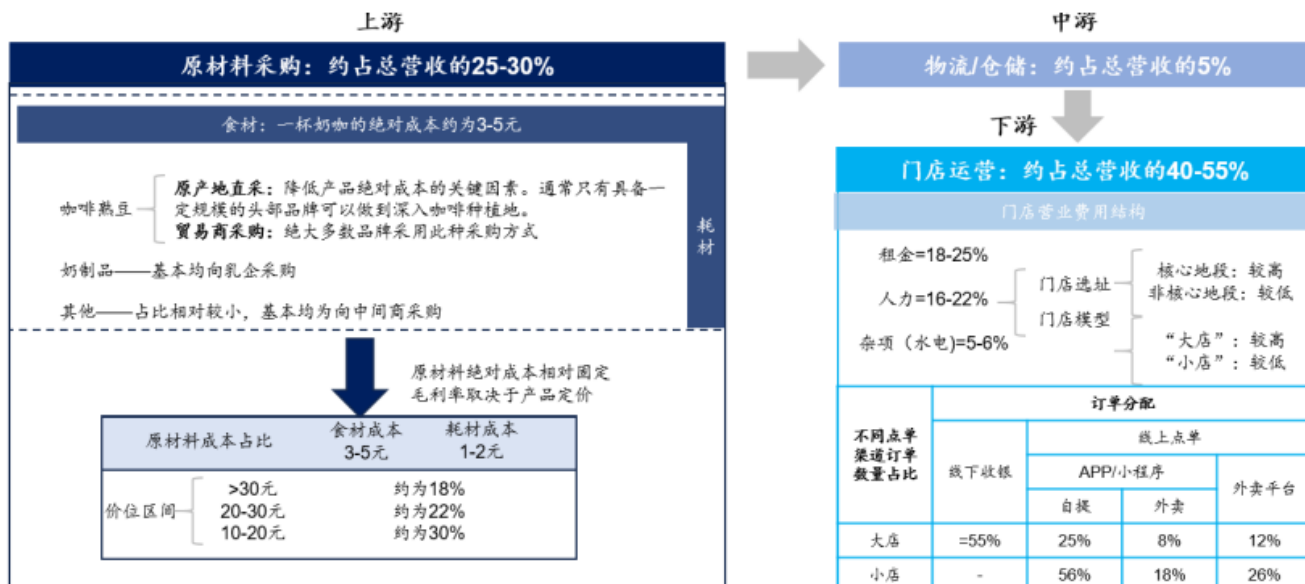 上游
原材料采购：约占总营收的25-30%
食材：一杯奶咖的绝对成本约为3-5元
耗材
咖啡熟豆
原产地直采：降低产品绝对成本的关键因素。通常只有具备一
定规模的头部品牌可以做到深入咖啡种植地。
贸易商采购：绝大多数品牌采用此种采购方式
奶制品——基本均向乳企采购
其他——占比相对较小，基本均为向中间商采购
原材料绝对成本相对固定
毛利率取决于产品定价
原材料成本占比 食材成本 耗材成本
3-5元 1-2元
价位区间
>30元 约为18%
20-30元 约为22%
10-20元 约为30%
中游
物流/仓储：约占总营收的5%
下游
门店运营：约占总营收的40-55%
门店营业费用结构
租金=18-25%
人力=16-22%
杂项（水电)=5-6%
门店选址
核心地段：较高
非核心地段：较低
门店模型
“大店”：较高
“小店”：较低
不同点单
渠道订单
数量占比
订单分配
线下收银
线上点单
APP/小程序
外卖平台
自提 外卖
大店 =55% 25% 8% 12%
小店 - 56% 18% 26%